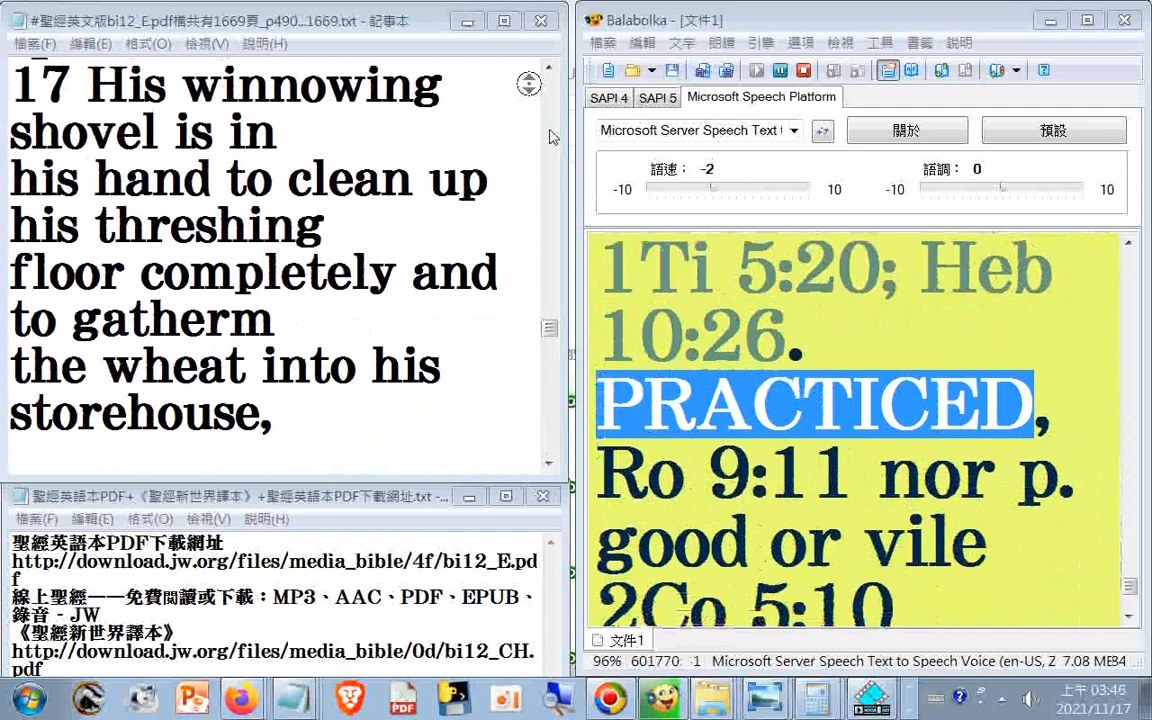 #聖經英文版bi12_E.pdf檔共有1669頁_p490...1669.txt - 記事本
檔案(F) 編輯(E) 格式(O) 檢視(V) 說明(H)
17 His winnowing
shovel is in
his hand to clean up
his threshing
floor completely and
to gatherm
the wheat into his
storehouse,
聖經英語本PDF+《聖經新世界譯本》+聖經英語本PDF下載網址.txt - ...
檔案(F) 編輯(E) 格式(O) 檢視(V) 說明(H)
聖經英語本PDF下載網址
http://download.jw.org/files/media_bible/4f/bi12_E.pd
f
線上聖經——免費閱讀或下載：MP3、AAC、PDF、EPUB、
錄音 - JW
《聖經新世界譯本》
http://download.jw.org/files/media_bible/0d/bi12_CH.
pdf
Balabolka - [文件1]
檔案 編輯 文字 朗讀 引擎 選項 檢視 工具 書籤 說明
SAPI 4 SAPI 5 Microsoft Speech Platform
Microsoft Server Speech Text 關於 預設
語速： -2 語調： 0
-10 10 -10 10
1Ti 5:20; Heb
10:26.
PRACTICED,
Ro 9:11 nor p.
good or vile
2Co 5:10
文件1
96% 601770 1 Microsoft Server Speech Text to Speech Voice (en-US, Z 7.08 MB
上午 03:46
2021/11/17